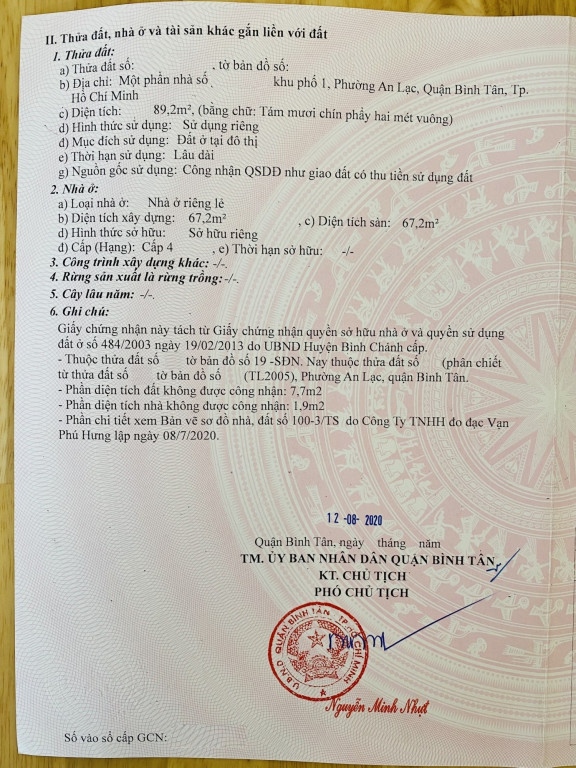 II. Thửa đất, nhà ở và tài sản khác gắn liền với đất
1. Thửa đất:
a) Thửa đất số: , tờ bản đồ số:
b) Địa chỉ: Một phần nhà số khu phố 1, Phường An Lạc, Quận Bình Tân, Tp.
Hồ Chí Minh
c) Diện tích: 89,2m², (bằng chữ: Tám mươi chín phẩy hai mét vuông)
d) Hình thức sử dụng: Sử dụng riêng
đ) Mục đích sử dụng: Đất ở tại đô thị
e) Thời hạn sử dụng: Lâu dài
g) Nguồn gốc sử dụng: Công nhận QSDĐ như giao đất có thu tiền sử dụng đất
2. Nhà ở:
a) Loại nhà ở: Nhà ở riêng lẻ
b) Diện tích xây dựng: 67,2m² , c) Diện tích sàn: 67,2m²
d) Hình thức sở hữu: Sở hữu riêng
đ) Cấp (Hạng): Cấp 4 , e) Thời hạn sở hữu: -/-
3. Công trình xây dựng khác: -/-.
4. Rừng sản xuất là rừng trồng: -/-.
5. Cây lâu năm: -/-.
6. Ghi chú:
Giấy chứng nhận này tách từ Giấy chứng nhận quyền sở hữu nhà ở và quyền sử dụng
đất ở số 484/2003 ngày 19/02/2013 do UBND Huyện Bình Chánh cấp.
- Thuộc thửa đất số tờ bản đồ số 19 -SĐN. Nay thuộc thửa đất số (phân chiết
từ thửa đất số tờ bản đồ số (TL2005), Phường An Lạc, quận Bình Tân.
- Phần diện tích đất không được công nhận: 7,7m2
- Phần diện tích nhà không được công nhận: 1,9m2
- Phần chi tiết xem Bản vẽ sơ đồ nhà, đất số 100-3/TS do Công Ty TNHH đo đạc Vạn
Phú Hưng lập ngày 08/7/2020.
12 -08- 2020
Quận Bình Tân, ngày tháng năm
TM. ỦY BAN NHÂN DÂN QUẬN BÌNH TÂN
KT. CHỦ TỊCH
PHÓ CHỦ TỊCH
U.B.N.D QUẬN BÌNH TÂN T.P HỒ CHÍ MINH
Nguyễn Minh Nhựt
Số vào sổ cấp GCN: